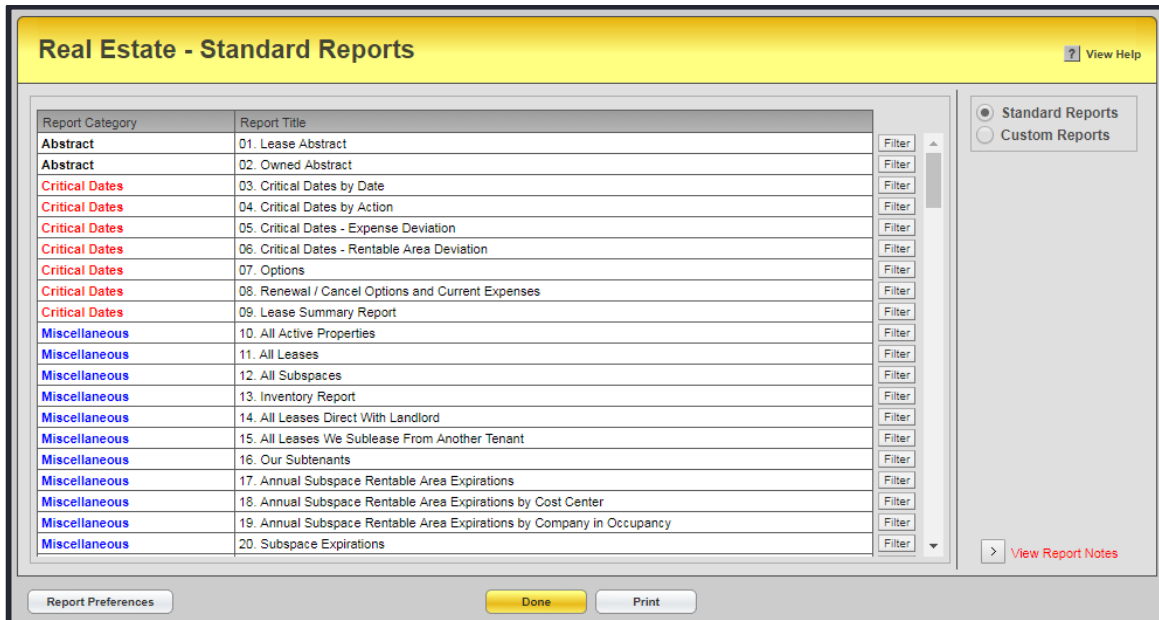 Real Estate - Standard Reports
? View Help
Report Category Report Title
Abstract 01. Lease Abstract Filter
Abstract 02. Owned Abstract Filter
Critical Dates 03. Critical Dates by Date Filter
Critical Dates 04. Critical Dates by Action Filter
Critical Dates 05. Critical Dates - Expense Deviation Filter
Critical Dates 06. Critical Dates - Rentable Area Deviation Filter
Critical Dates 07. Options Filter
Critical Dates 08. Renewal / Cancel Options and Current Expenses Filter
Critical Dates 09. Lease Summary Report Filter
Miscellaneous 10. All Active Properties Filter
Miscellaneous 11. All Leases Filter
Miscellaneous 12. All Subspaces Filter
Miscellaneous 13. Inventory Report Filter
Miscellaneous 14. All Leases Direct With Landlord Filter
Miscellaneous 15. All Leases We Sublease From Another Tenant Filter
Miscellaneous 16. Our Subtenants Filter
Miscellaneous 17. Annual Subspace Rentable Area Expirations Filter
Miscellaneous 18. Annual Subspace Rentable Area Expirations by Cost Center Filter
Miscellaneous 19. Annual Subspace Rentable Area Expirations by Company in Occupancy Filter
Miscellaneous 20. Subspace Expirations Filter
Standard Reports
Custom Reports
> View Report Notes
Report Preferences Done Print